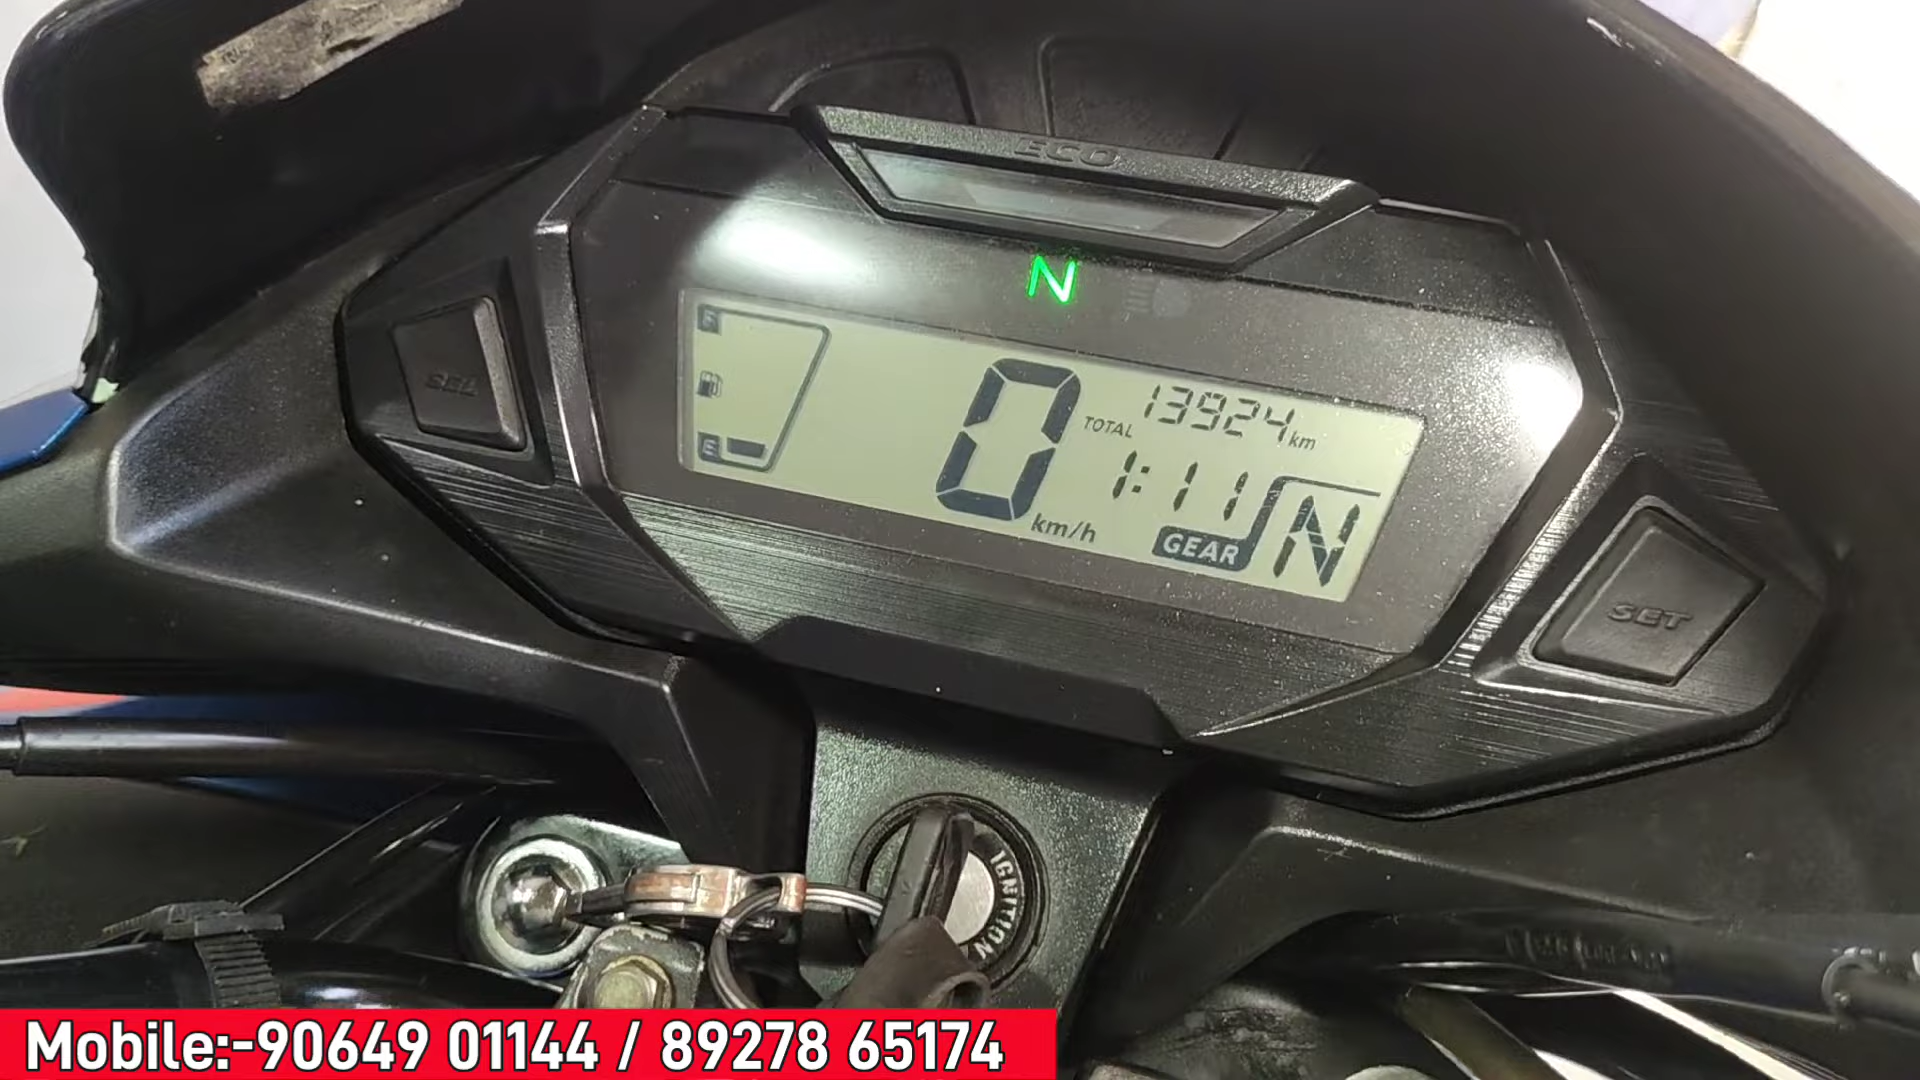 ECO
N
F
SEL
E
0
km/h
TOTAL 13924 km
1:11
GEAR N
SET
IGNITION
Mobile:-90649 01144 / 89278 65174